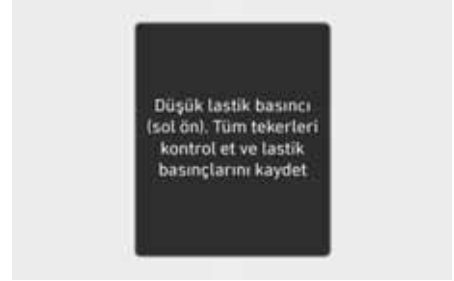 Düşük lastik basıncı
(sol ön). Tüm tekerleri
kontrol et ve lastik
basınçlarını kaydet